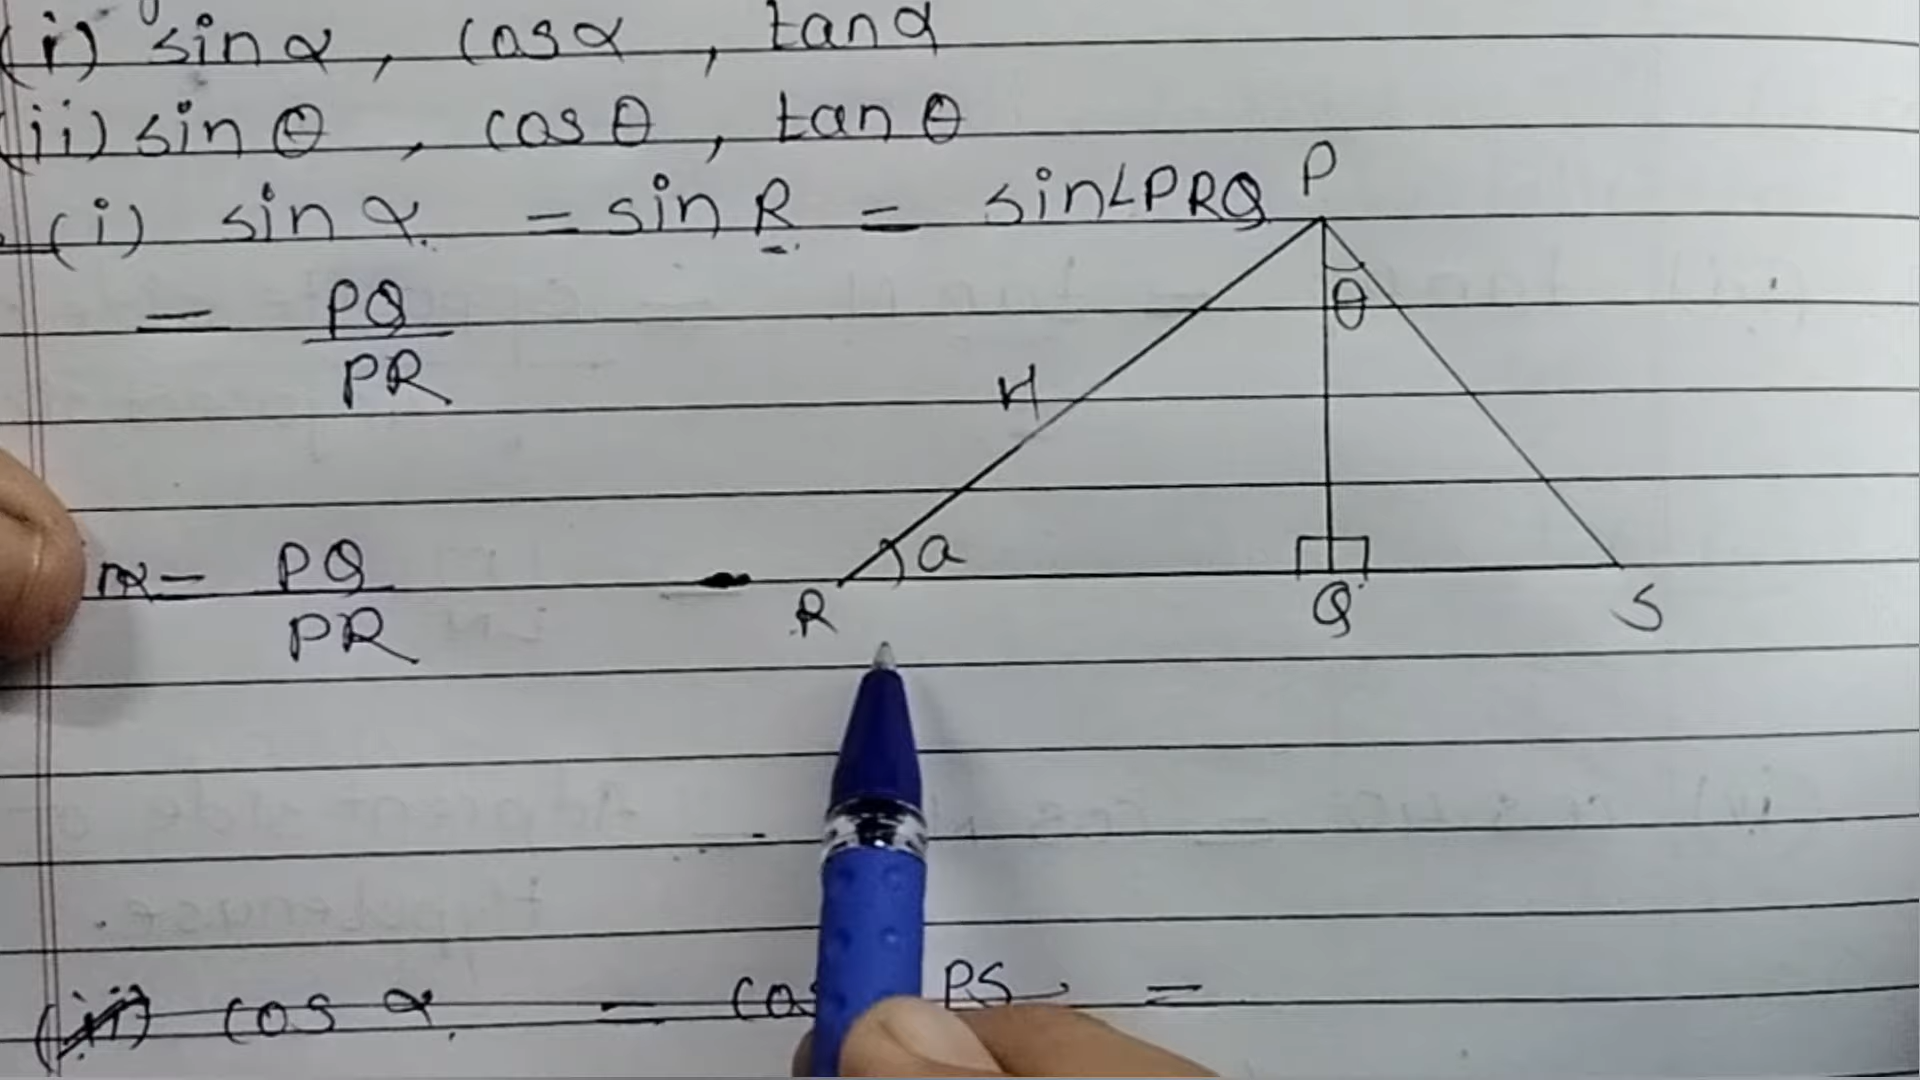 (i) sin α, cos α, tan α
(ii) sin θ, cos θ, tan θ
(i) sin α = sin R = sin∠PRQ
= PQ
PR
P
θ
H
α = PQ
PR
a
R
Q
S
(ii) cos α = PS =